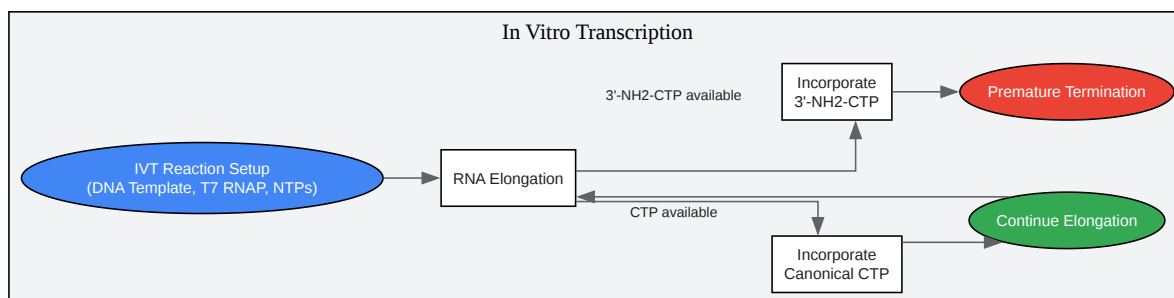 In Vitro Transcription
3'-NH2-CTP available
Incorporate
3'-NH2-CTP
Premature Termination
IVT Reaction Setup
(DNA Template, T7 RNAP, NTPs)
RNA Elongation
CTP available
Continue Elongation
Incorporate
Canonical CTP